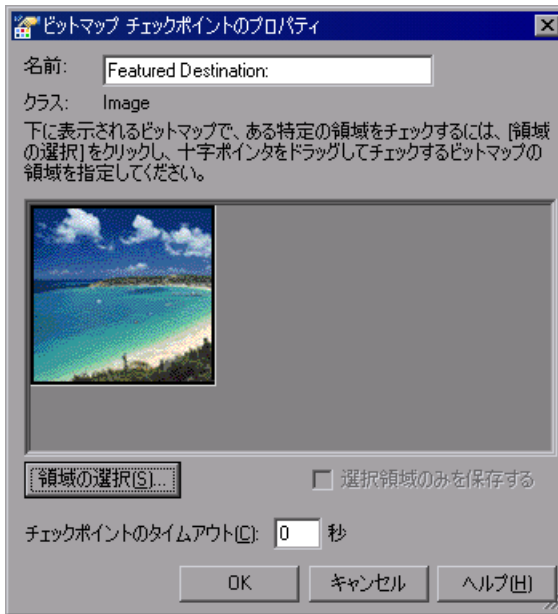 ビットマップ チェックポイントのプロパティ
名前: Featured Destination:
クラス: Image
下に表示されるビットマップで、ある特定の領域をチェックするには、[領域
の選択]をクリックし、十字ポインタをドラッグしてチェックするビットマップの
領域を指定してください。
領域の選択(S)... 選択領域のみを保存する
チェックポイントのタイムアウト(C): 0 秒
OK キャンセル ヘルプ(H)